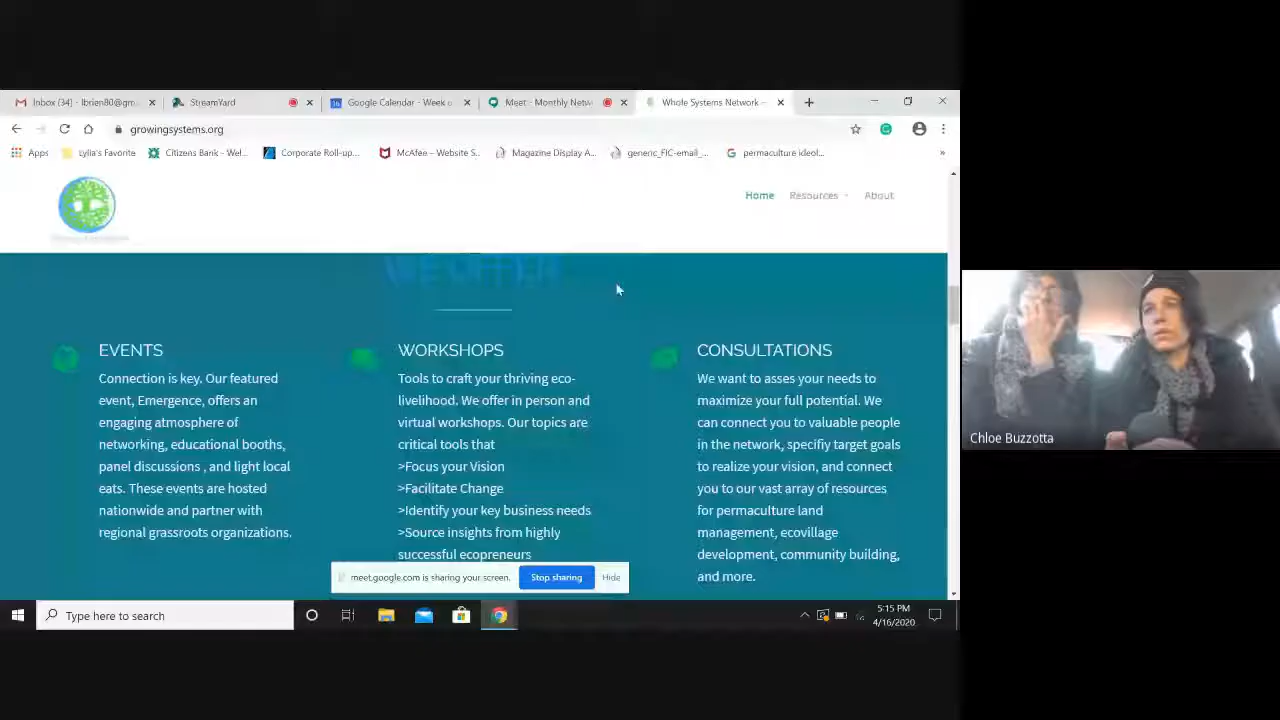 Inbox (34) - lbrien80@gm...
StreamYard
Google Calendar - Week o
Meet - Monthly Netw
Whole Systems Network –
growingsystems.org
Apps
Lylia's Favorite
Citizens Bank - Wel...
Corporate Roll-up...
McAfee – Website S...
Magazine Display A...
generic_FIC-email_...
permaculture ideol...
»
Home
Resources
About
WE OFFER
EVENTS
Connection is key. Our featured
event, Emergence, offers an
engaging atmosphere of
networking, educational booths,
panel discussions , and light local
eats. These events are hosted
nationwide and partner with
regional grassroots organizations.
WORKSHOPS
Tools to craft your thriving eco-
livelihood. We offer in person and
virtual workshops. Our topics are
critical tools that
>Focus your Vision
>Facilitate Change
>Identify your key business needs
>Source insights from highly
successful ecopreneurs
CONSULTATIONS
We want to asses your needs to
maximize your full potential. We
can connect you to valuable people
in the network, specifiy target goals
to realize your vision, and connect
you to our vast array of resources
for permaculture land
management, ecovillage
development, community building,
and more.
Chloe Buzzotta
meet.google.com is sharing your screen.
Stop sharing
Hide
Type here to search
5:15 PM
4/16/2020